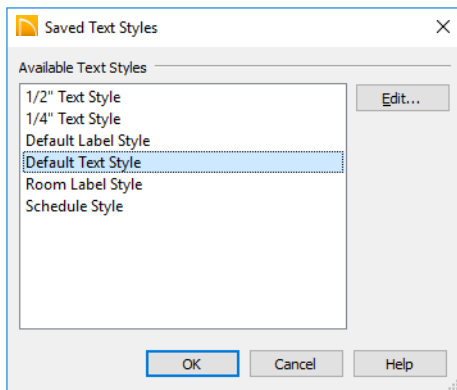 Saved Text Styles
Available Text Styles
1/2" Text Style
1/4" Text Style
Default Label Style
Default Text Style
Room Label Style
Schedule Style
Edit...
OK
Cancel
Help